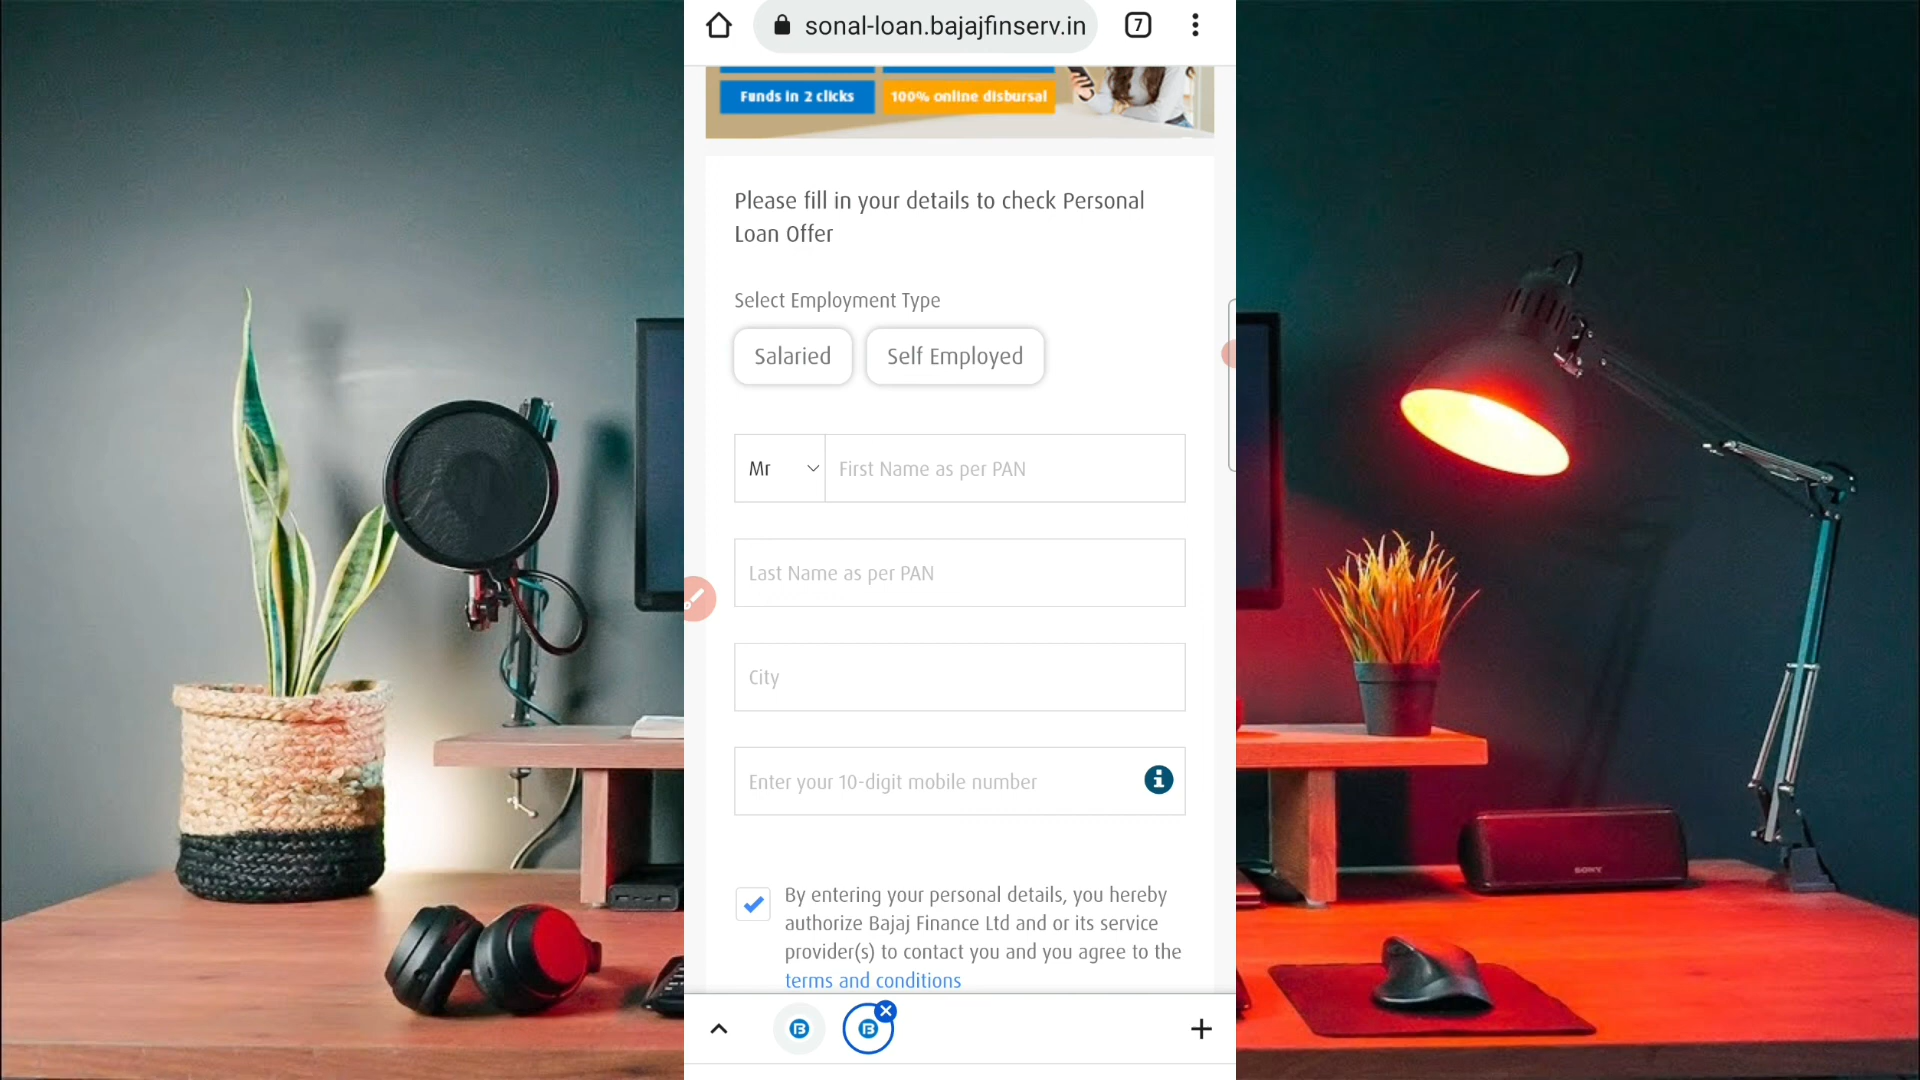 sonal-loan.bajajfinserv.in
7
Funds in 2 clicks
100% online disbursal
Please fill in your details to check Personal
Loan Offer
Select Employment Type
Salaried
Self Employed
Mr
First Name as per PAN
Last Name as per PAN
City
Enter your 10-digit mobile number
By entering your personal details, you hereby
authorize Bajaj Finance Ltd and or its service
provider(s) to contact you and you agree to the
terms and conditions
SONY